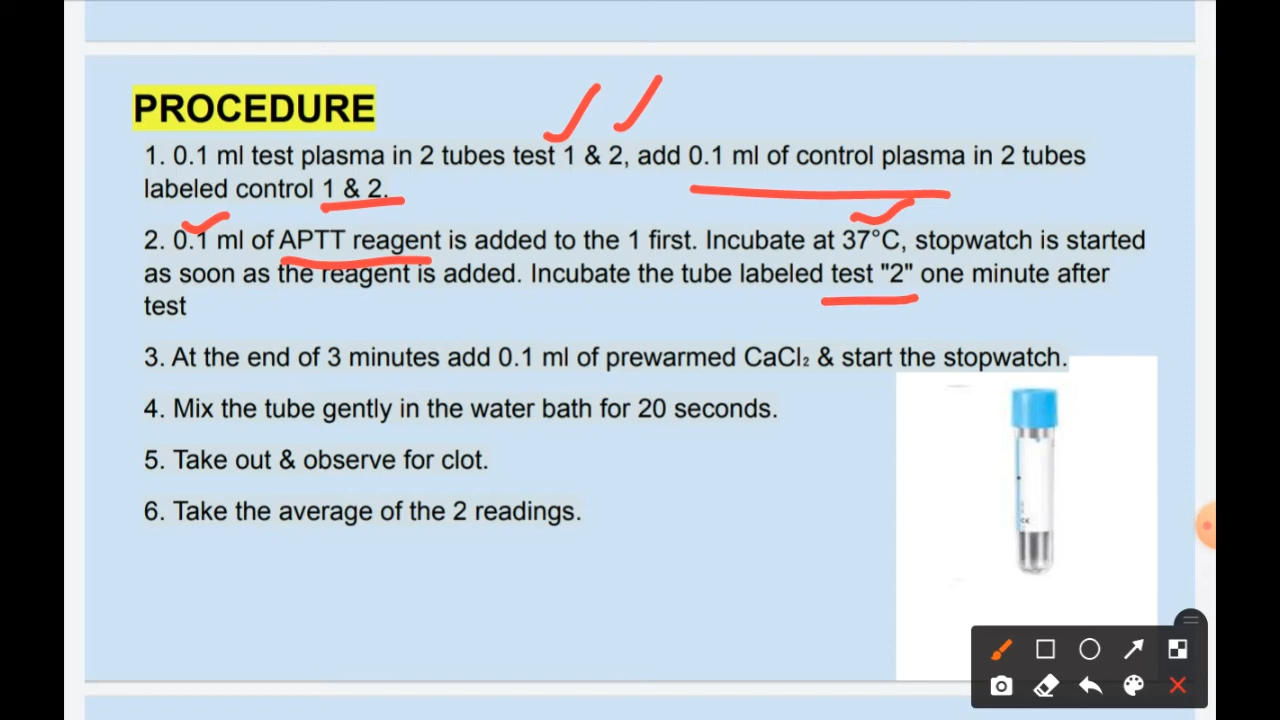 PROCEDURE
1. 0.1 ml test plasma in 2 tubes test 1 & 2, add 0.1 ml of control plasma in 2 tubes
labeled control 1 & 2.
2. 0.1 ml of APTT reagent is added to the 1 first. Incubate at 37°C, stopwatch is started
as soon as the reagent is added. Incubate the tube labeled test "2" one minute after
test
3. At the end of 3 minutes add 0.1 ml of prewarmed CaCl₂ & start the stopwatch.
4. Mix the tube gently in the water bath for 20 seconds.
5. Take out & observe for clot.
6. Take the average of the 2 readings.
CE